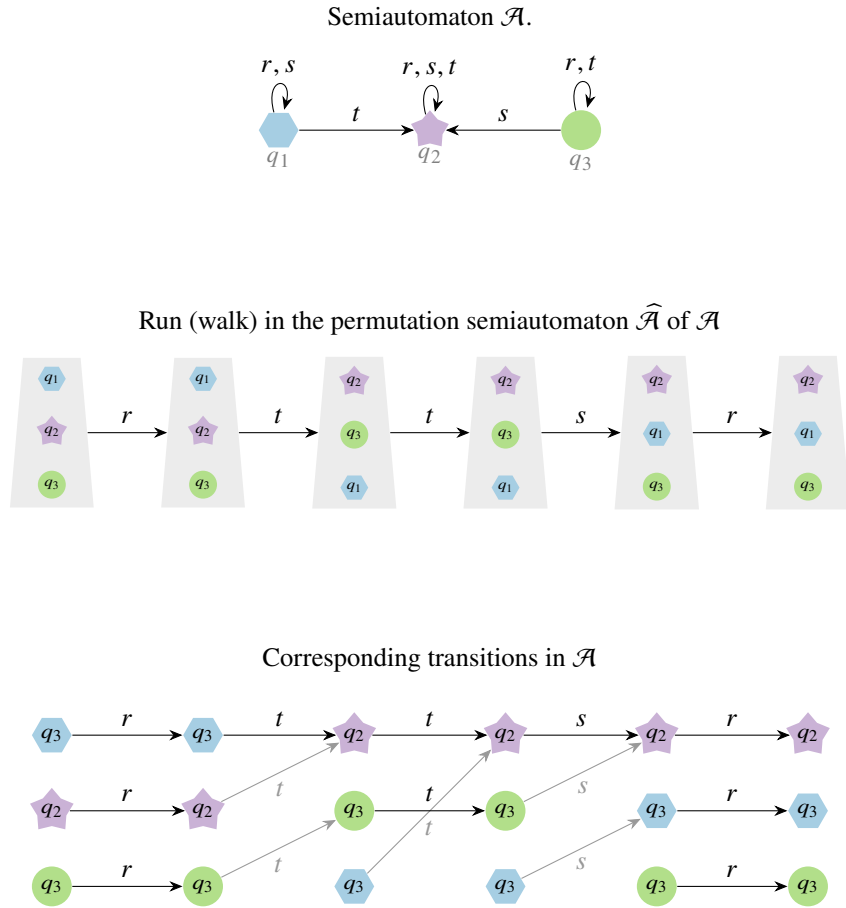 Semiautomaton 𝒜.
r, s r, s, t r, t
t s
q₁ q₂ q₃
Run (walk) in the permutation semiautomaton 𝒜̂ of 𝒜
q₁ q₁ q₂ q₂ q₂ q₂
r t t s r
q₂ q₂ q₃ q₃ q₁ q₁
q₃ q₃ q₁ q₁ q₃ q₃
Corresponding transitions in 𝒜
r t t s r
q₃ q₃ q₂ q₂ q₂ q₂
r t t s r
q₂ q₂ q₃ t q₃ q₃ q₃
r t s r
q₃ q₃ q₃ q₃ q₃ q₃